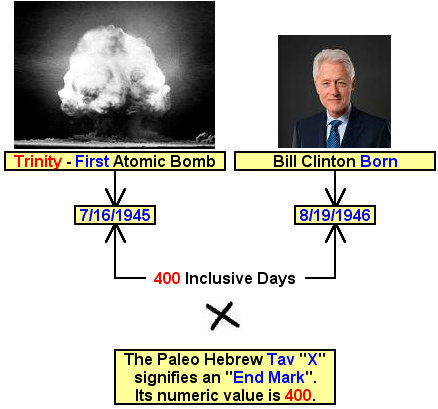 Trinity - First Atomic Bomb
Bill Clinton Born
7/16/1945
8/19/1946
400 Inclusive Days
The Paleo Hebrew Tav "X"
signifies an "End Mark".
Its numeric value is 400.